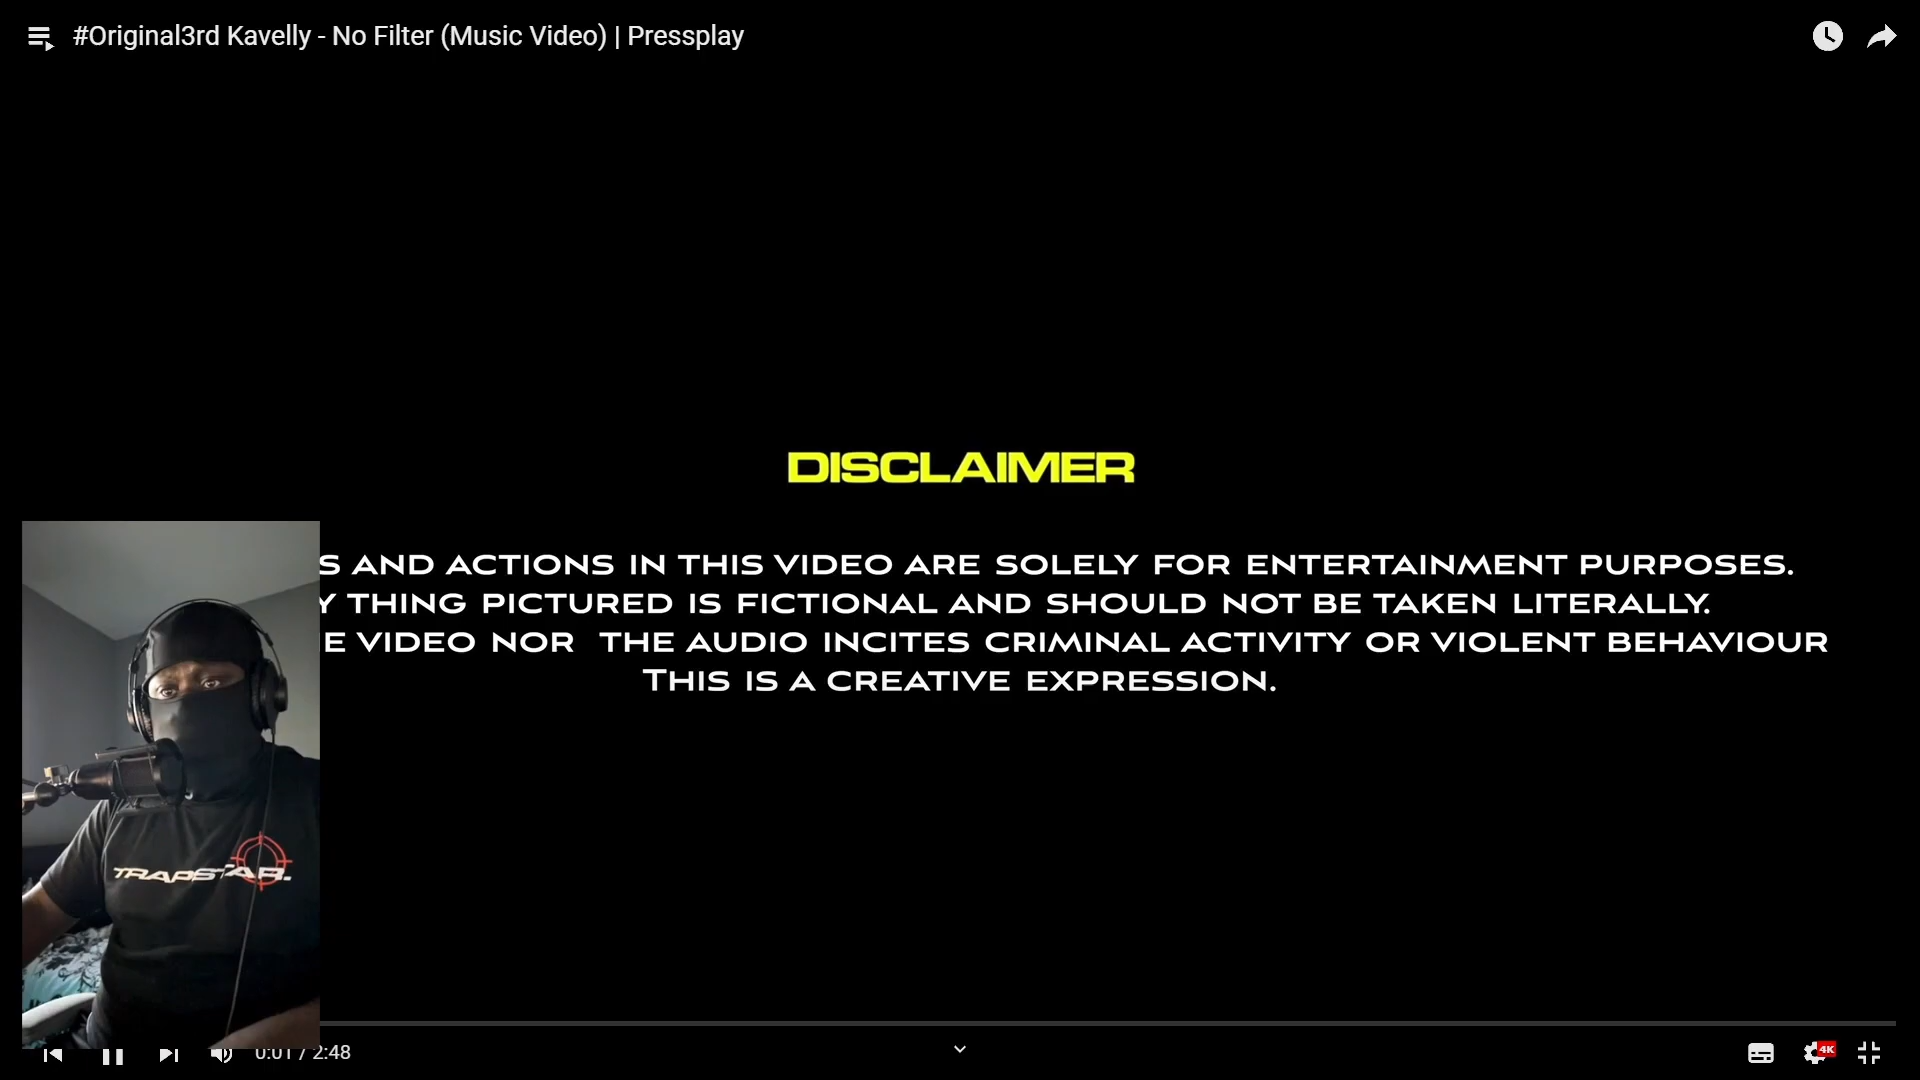 #Original3rd Kavelly - No Filter (Music Video) | Pressplay
DISCLAIMER
AND ACTIONS IN THIS VIDEO ARE SOLELY FOR ENTERTAINMENT PURPOSES.
THING PICTURED IS FICTIONAL AND SHOULD NOT BE TAKEN LITERALLY.
VIDEO NOR THE AUDIO INCITES CRIMINAL ACTIVITY OR VIOLENT BEHAVIOUR
THIS IS A CREATIVE EXPRESSION.
TRAPSTAR.
0:01 / 2:48
4K